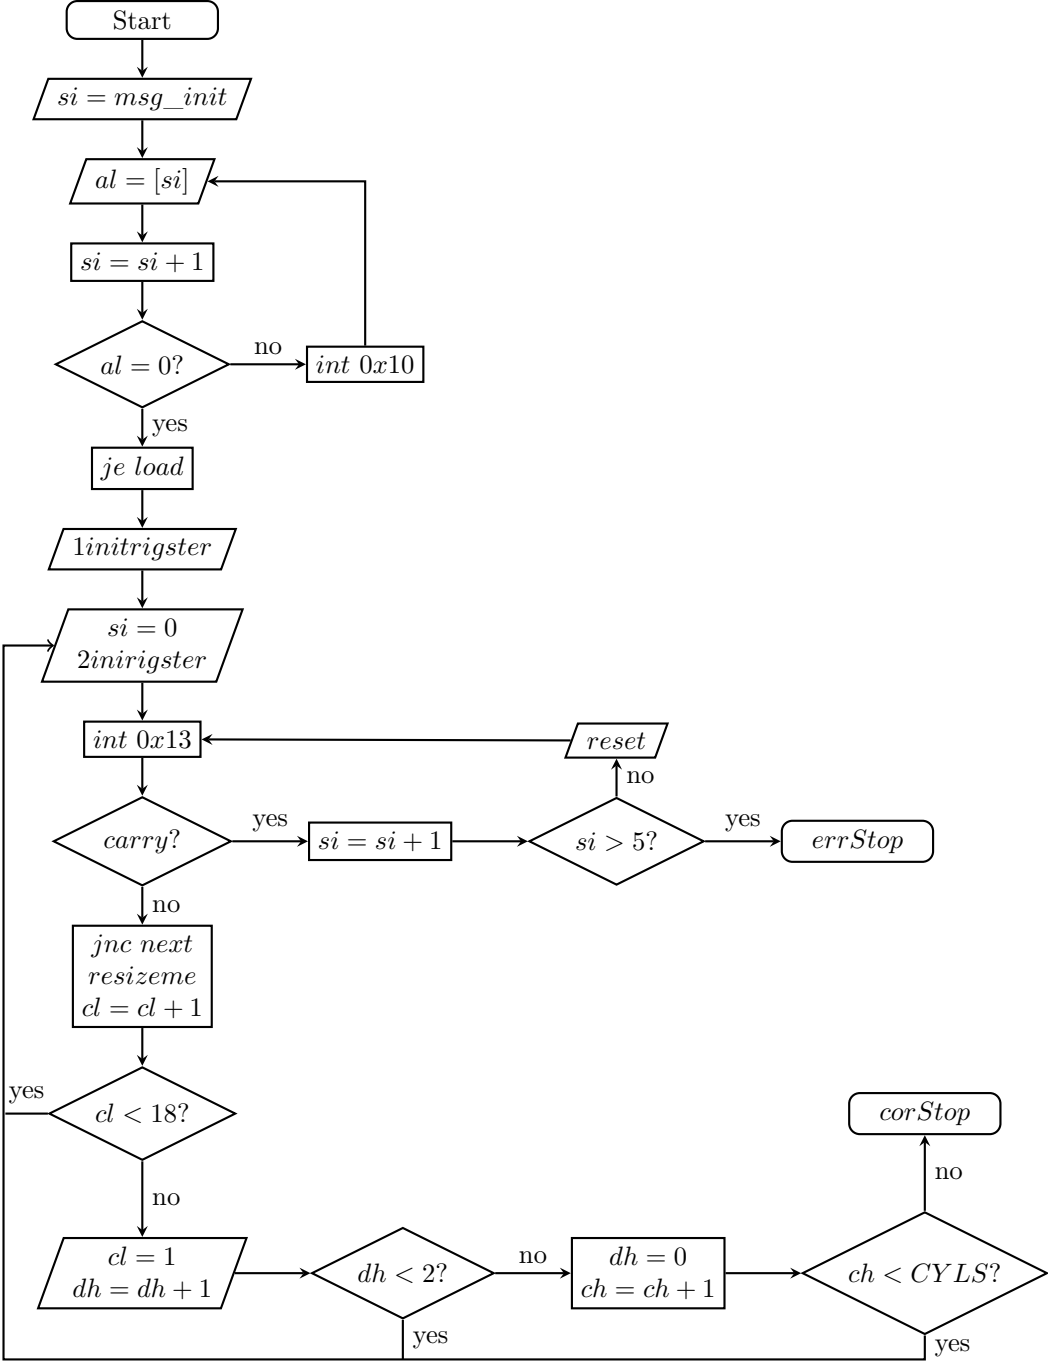 Start
si = msg_init
al = [si]
si = si + 1
al = 0?
no
int 0x10
yes
je load
1initrigster
si = 0
2inirigster
int 0x13
reset
no
carry?
yes
si = si + 1
si > 5?
yes
errStop
no
jnc next
resizeme
cl = cl + 1
yes
cl < 18?
corStop
no
no
cl = 1
dh = dh + 1
dh < 2?
no
dh = 0
ch = ch + 1
ch < CYLS?
yes
yes